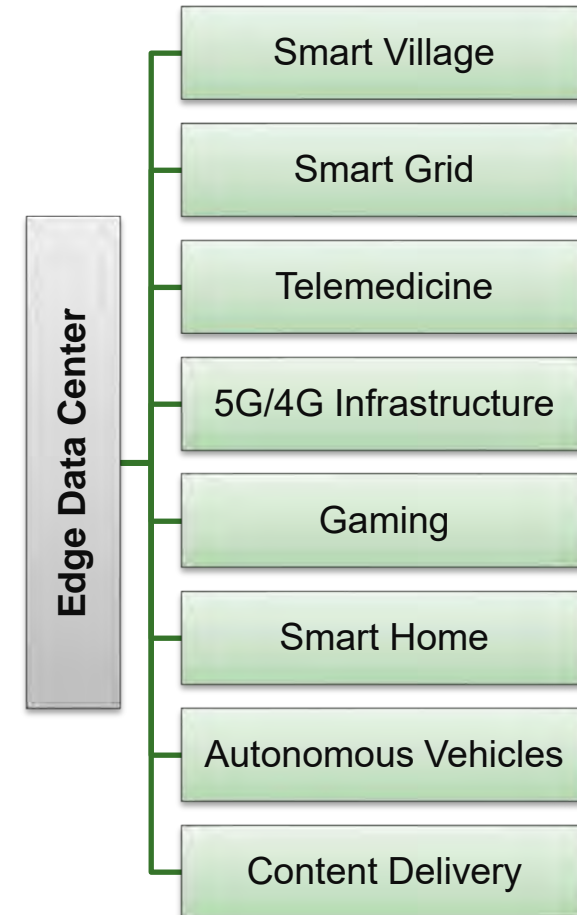 Edge Data Center
Smart Village
Smart Grid
Telemedicine
5G/4G Infrastructure
Gaming
Smart Home
Autonomous Vehicles
Content Delivery